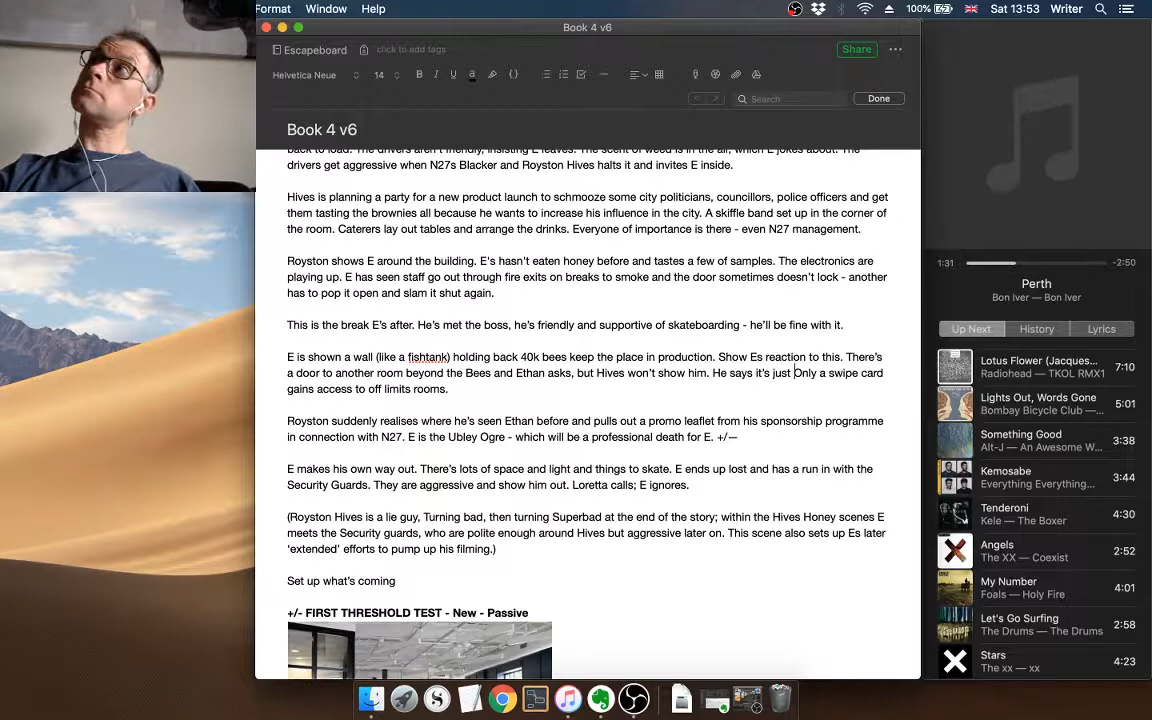 Format Window Help 100% Sat 13:53 Writer
Book 4 v6
Escapeboard click to add tags Share
Helvetica Neue 14 B I U a
Search Done
Book 4 v6
back to load. The drivers aren't friendly, insisting E leaves. The scent of weed is in the air, which E jokes about. The
drivers get aggressive when N27s Blacker and Royston Hives halts it and invites E inside.
Hives is planning a party for a new product launch to schmooze some city politicians, councillors, police officers and get
them tasting the brownies all because he wants to increase his influence in the city. A skiffle band set up in the corner of
the room. Caterers lay out tables and arrange the drinks. Everyone of importance is there - even N27 management.
Royston shows E around the building. E's hasn't eaten honey before and tastes a few of samples. The electronics are
playing up. E has seen staff go out through fire exits on breaks to smoke and the door sometimes doesn't lock - another
has to pop it open and slam it shut again.
This is the break E's after. He's met the boss, he's friendly and supportive of skateboarding - he'll be fine with it.
E is shown a wall (like a fishtank) holding back 40k bees keep the place in production. Show Es reaction to this. There's
a door to another room beyond the Bees and Ethan asks, but Hives won't show him. He says it's just Only a swipe card
gains access to off limits rooms.
Royston suddenly realises where he's seen Ethan before and pulls out a promo leaflet from his sponsorship programme
in connection with N27. E is the Ubley Ogre - which will be a professional death for E. +/—
E makes his own way out. There's lots of space and light and things to skate. E ends up lost and has a run in with the
Security Guards. They are aggressive and show him out. Loretta calls; E ignores.
(Royston Hives is a lie guy, Turning bad, then turning Superbad at the end of the story; within the Hives Honey scenes E
meets the Security guards, who are polite enough around Hives but aggressive later on. This scene also sets up Es later
'extended' efforts to pump up his filming.)
Set up what's coming
+/- FIRST THRESHOLD TEST - New - Passive
1:31 -2:50
Perth
Bon Iver — Bon Iver
Up Next History Lyrics
Lotus Flower (Jacques...
Radiohead — TKOL RMX1 7:10
Lights Out, Words Gone
Bombay Bicycle Club —... 5:01
Something Good
Alt-J — An Awesome W... 3:38
Kemosabe
Everything Everything... 3:44
Tenderoni
Kele — The Boxer 4:30
Angels
The XX — Coexist 2:52
My Number
Foals — Holy Fire 4:01
Let's Go Surfing
The Drums — The Drums 2:58
Stars
The xx — xx 4:23